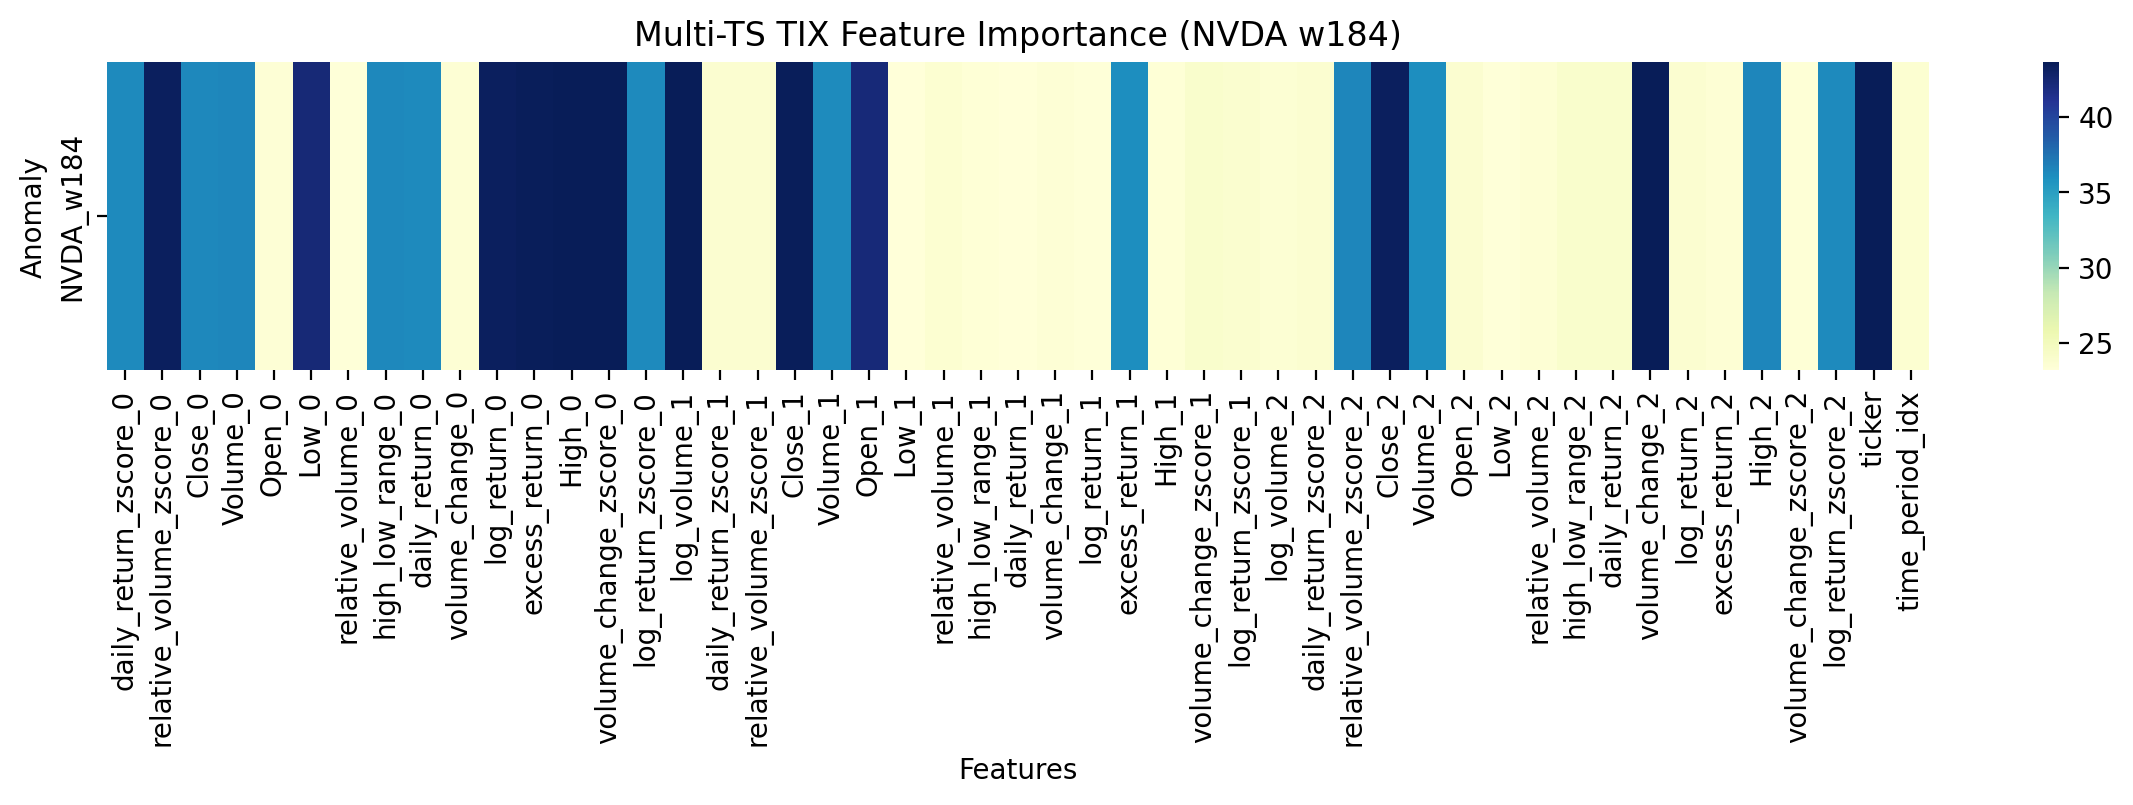 Multi-TS TIX Feature Importance (NVDA w184)
Anomaly
NVDA_w184
40
35
30
25
daily_return_zscore_0
relative_volume_zscore_0
Close_0
Volume_0
Open_0
Low_0
relative_volume_0
high_low_range_0
daily_return_0
volume_change_0
log_return_0
excess_return_0
High_0
volume_change_zscore_0
log_return_zscore_0
log_volume_1
daily_return_zscore_1
relative_volume_zscore_1
Close_1
Volume_1
Open_1
Low_1
relative_volume_1
high_low_range_1
daily_return_1
volume_change_1
log_return_1
excess_return_1
High_1
volume_change_zscore_1
log_return_zscore_1
log_volume_2
daily_return_zscore_2
relative_volume_zscore_2
Close_2
Volume_2
Open_2
Low_2
relative_volume_2
high_low_range_2
daily_return_2
volume_change_2
log_return_2
excess_return_2
High_2
volume_change_zscore_2
log_return_zscore_2
ticker
time_period_idx
Features